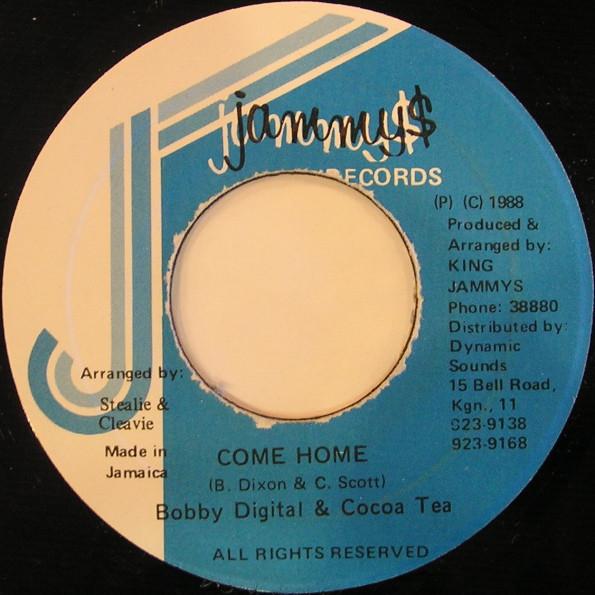 jammy$
RECORDS
(P) (C) 1988
Produced &
Arranged by:
KING
JAMMYS
Phone: 38880
Distributed by:
Dynamic
Sounds
15 Bell Road,
Kgn., 11
923-9138
923-9168
Arranged by:
Stealie &
Cleavie
Made in
Jamaica
COME HOME
(B. Dixon & C. Scott)
Bobby Digital & Cocoa Tea
ALL RIGHTS RESERVED